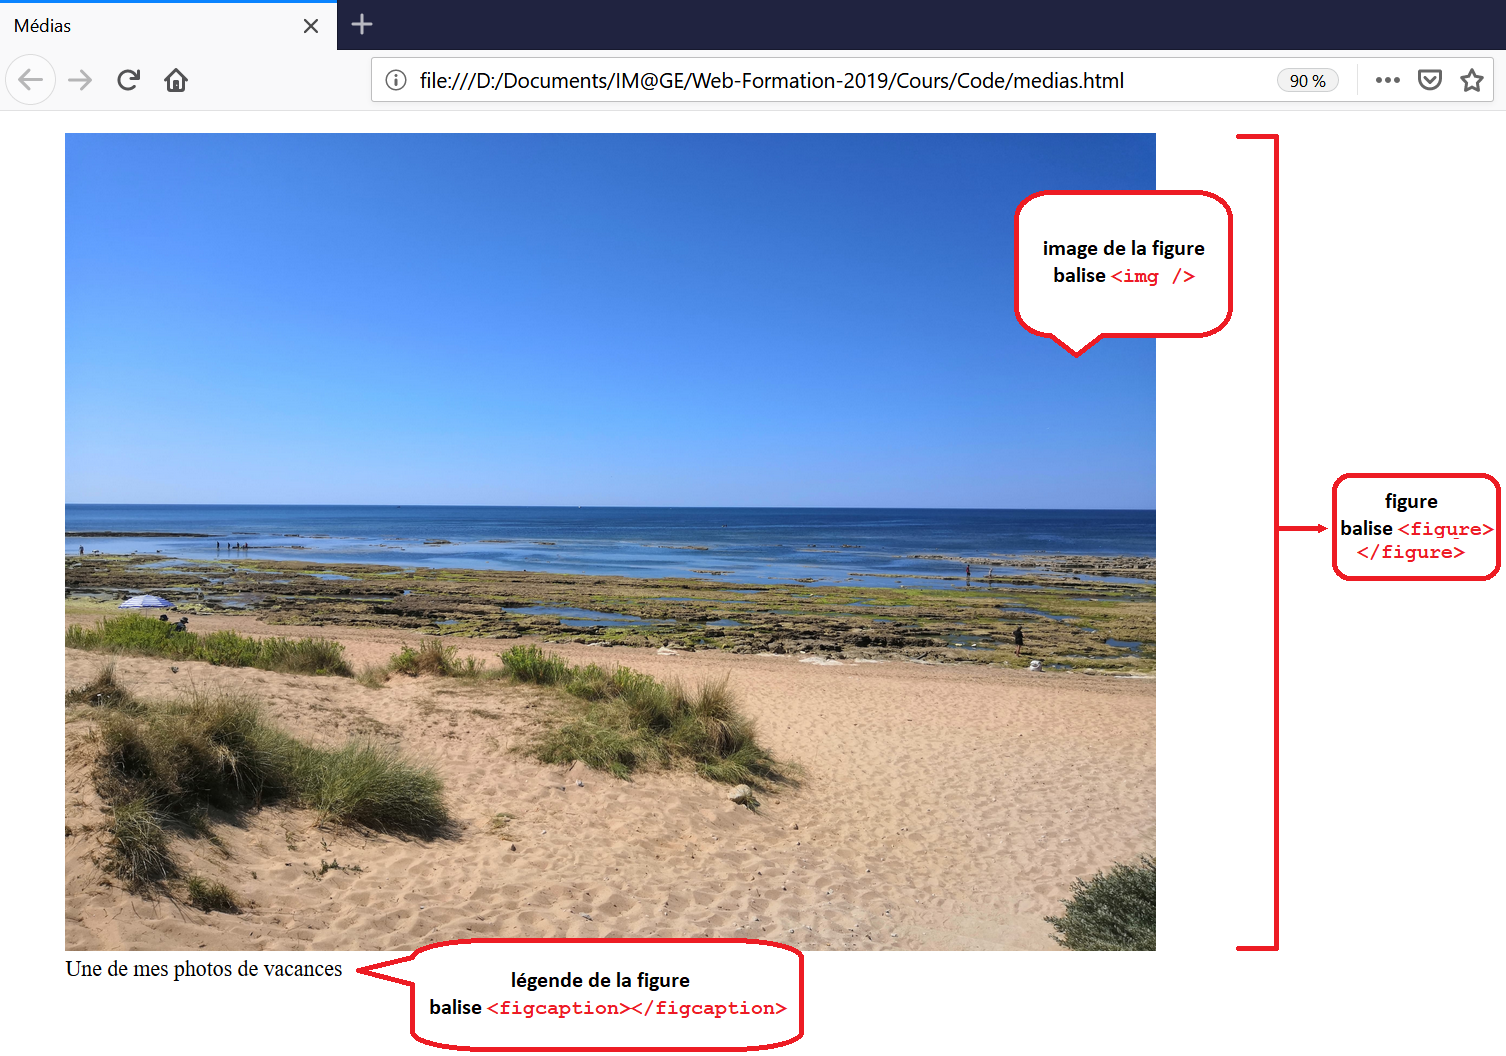 Médias
file:///D:/Documents/IM@GE/Web-Formation-2019/Cours/Code/medias.html
90 %
image de la figure
balise <img />
figure
balise <figure>
</figure>
Une de mes photos de vacances
légende de la figure
balise <figcaption></figcaption>